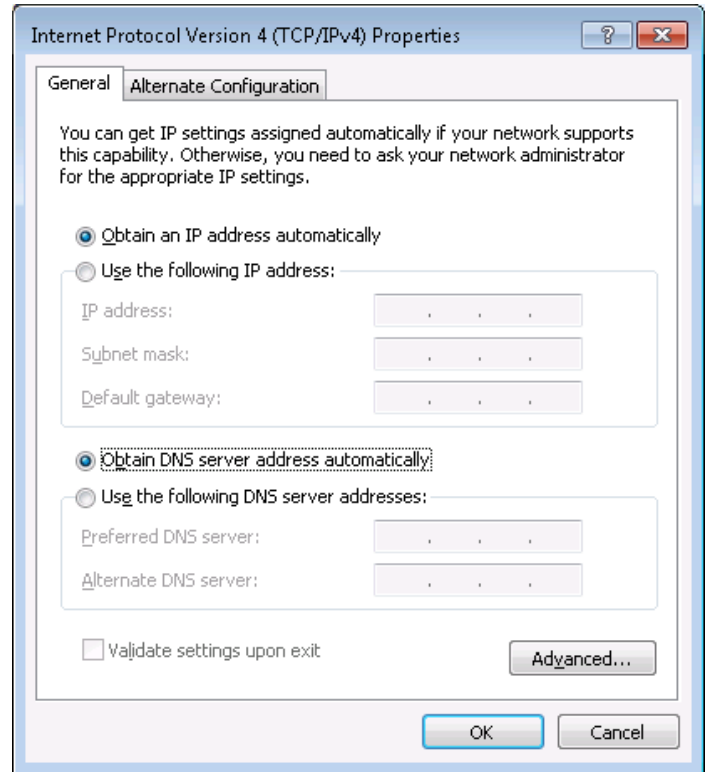 Internet Protocol Version 4 (TCP/IPv4) Properties
General
Alternate Configuration
You can get IP settings assigned automatically if your network supports
this capability. Otherwise, you need to ask your network administrator
for the appropriate IP settings.
Obtain an IP address automatically
Use the following IP address:
IP address:
Subnet mask:
Default gateway:
Obtain DNS server address automatically
Use the following DNS server addresses:
Preferred DNS server:
Alternate DNS server:
Validate settings upon exit
Advanced...
OK
Cancel